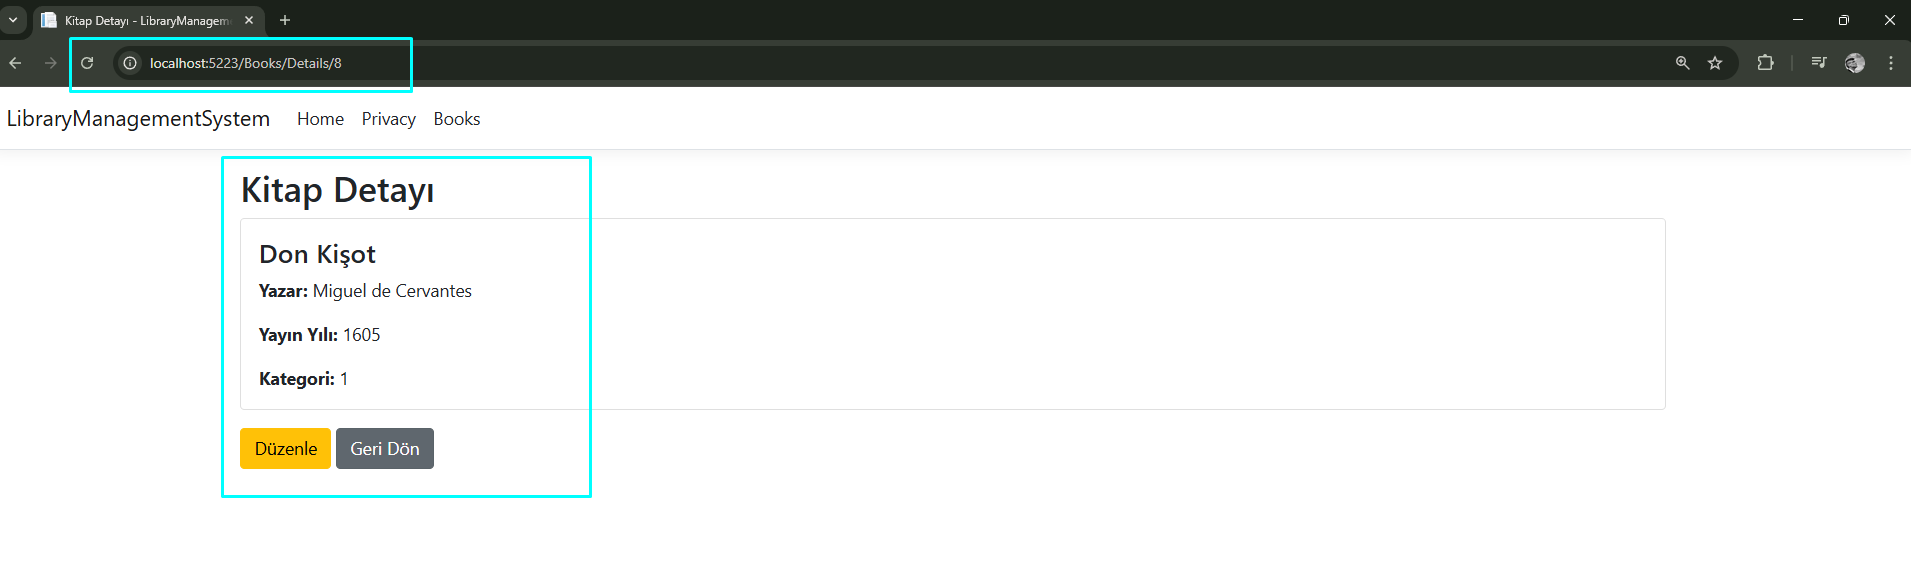 Kitap Detayı - LibraryManagem
localhost:5223/Books/Details/8
LibraryManagementSystem Home Privacy Books
Kitap Detayı
Don Kişot
Yazar: Miguel de Cervantes
Yayın Yılı: 1605
Kategori: 1
Düzenle Geri Dön